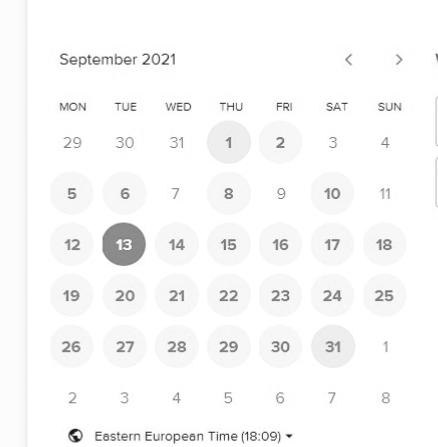 September 2021
MON TUE WED THU FRI SAT SUN
29 30 31 1 2 3 4
5 6 7 8 9 10 11
12 13 14 15 16 17 18
19 20 21 22 23 24 25
26 27 28 29 30 31 1
2 3 4 5 6 7 8
Eastern European Time (18:09)